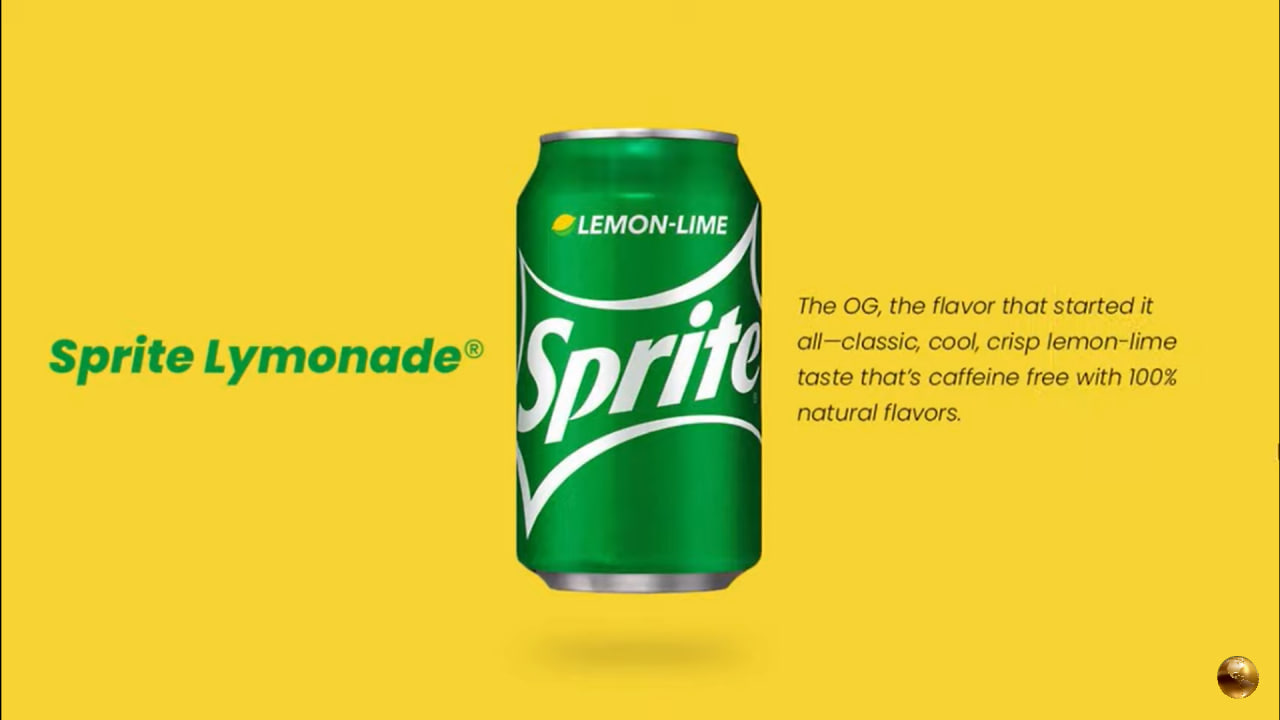 Sprite Lymonade®
LEMON-LIME
Sprite
The OG, the flavor that started it
all—classic, cool, crisp lemon-lime
taste that's caffeine free with 100%
natural flavors.